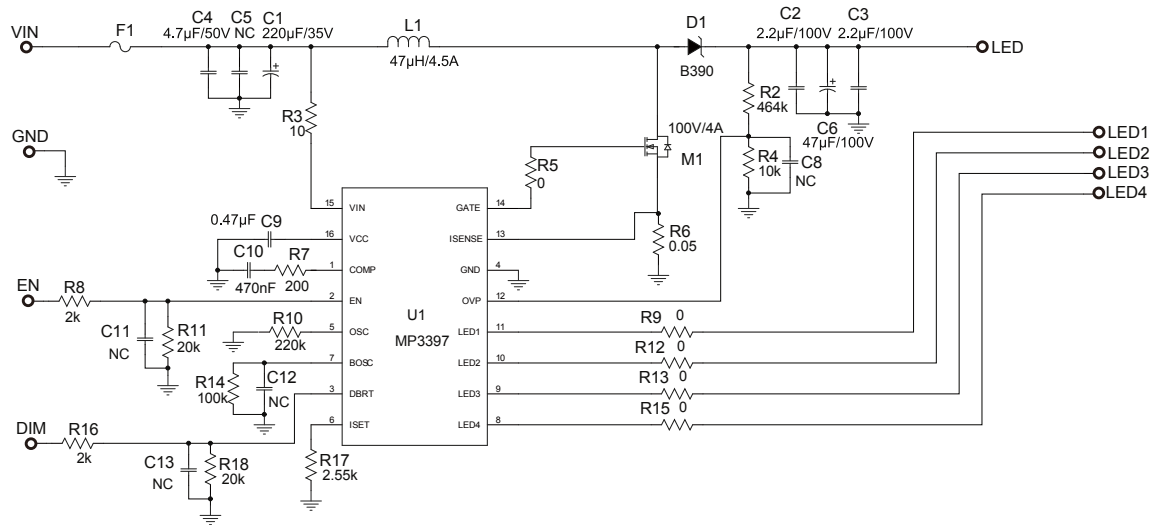 VIN
F1
C4
4.7µF/50V
C5
NC
C1
220µF/35V
+
L1
47µH/4.5A
D1
B390
C2
2.2µF/100V
C3
2.2µF/100V
LED
R3
10
R2
464k
+
C6
47µF/100V
GND
100V/4A
M1
R5
0
R4
10k
C8
NC
LED1
LED2
LED3
LED4
15
VIN
GATE
14
0.47µF
C9
16
VCC
ISENSE
13
R6
0.05
C10
470nF
R7
200
1
COMP
GND
4
EN
R8
2k
2
EN
OVP
12
C11
NC
R11
20k
R10
220k
5
OSC
U1
MP3397
LED1
11
R9
0
7
BOSC
LED2
10
R12
0
R14
100k
C12
NC
3
DBRT
LED3
9
R13
0
DIM
R16
2k
6
ISET
LED4
8
R15
0
C13
NC
R18
20k
R17
2.55k